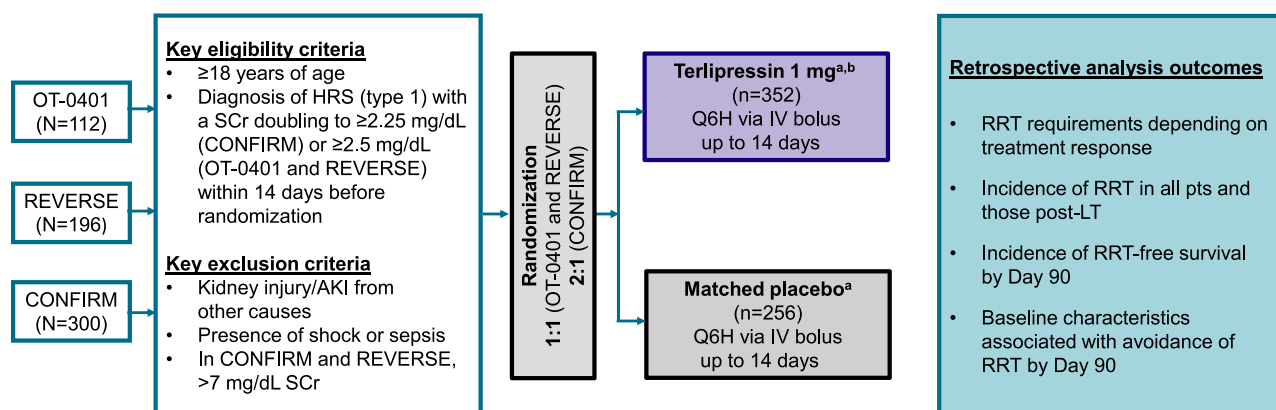 OT-0401
(N=112)
REVERSE
(N=196)
CONFIRM
(N=300)
Key eligibility criteria
• ≥18 years of age
• Diagnosis of HRS (type 1) with
a SCr doubling to ≥2.25 mg/dL
(CONFIRM) or ≥2.5 mg/dL
(OT-0401 and REVERSE)
within 14 days before
randomization
Key exclusion criteria
• Kidney injury/AKI from
other causes
• Presence of shock or sepsis
• In CONFIRM and REVERSE,
>7 mg/dL SCr
Randomization
1:1 (OT-0401 and REVERSE)
2:1 (CONFIRM)
Terlipressin 1 mgᵃ,ᵇ
(n=352)
Q6H via IV bolus
up to 14 days
Matched placeboᵃ
(n=256)
Q6H via IV bolus
up to 14 days
Retrospective analysis outcomes
• RRT requirements depending on
treatment response
• Incidence of RRT in all pts and
those post-LT
• Incidence of RRT-free survival
by Day 90
• Baseline characteristics
associated with avoidance of
RRT by Day 90